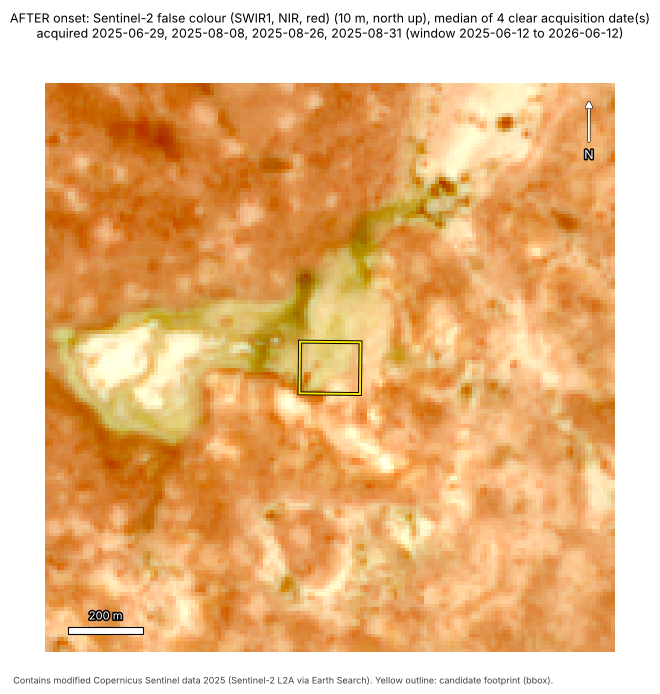 AFTER onset: Sentinel-2 false colour (SWIR1, NIR, red) (10 m, north up), median of 4 clear acquisition date(s)
acquired 2025-06-29, 2025-08-08, 2025-08-26, 2025-08-31 (window 2025-06-12 to 2026-06-12)
N
200 m
Contains modified Copernicus Sentinel data 2025 (Sentinel-2 L2A via Earth Search). Yellow outline: candidate footprint (bbox).